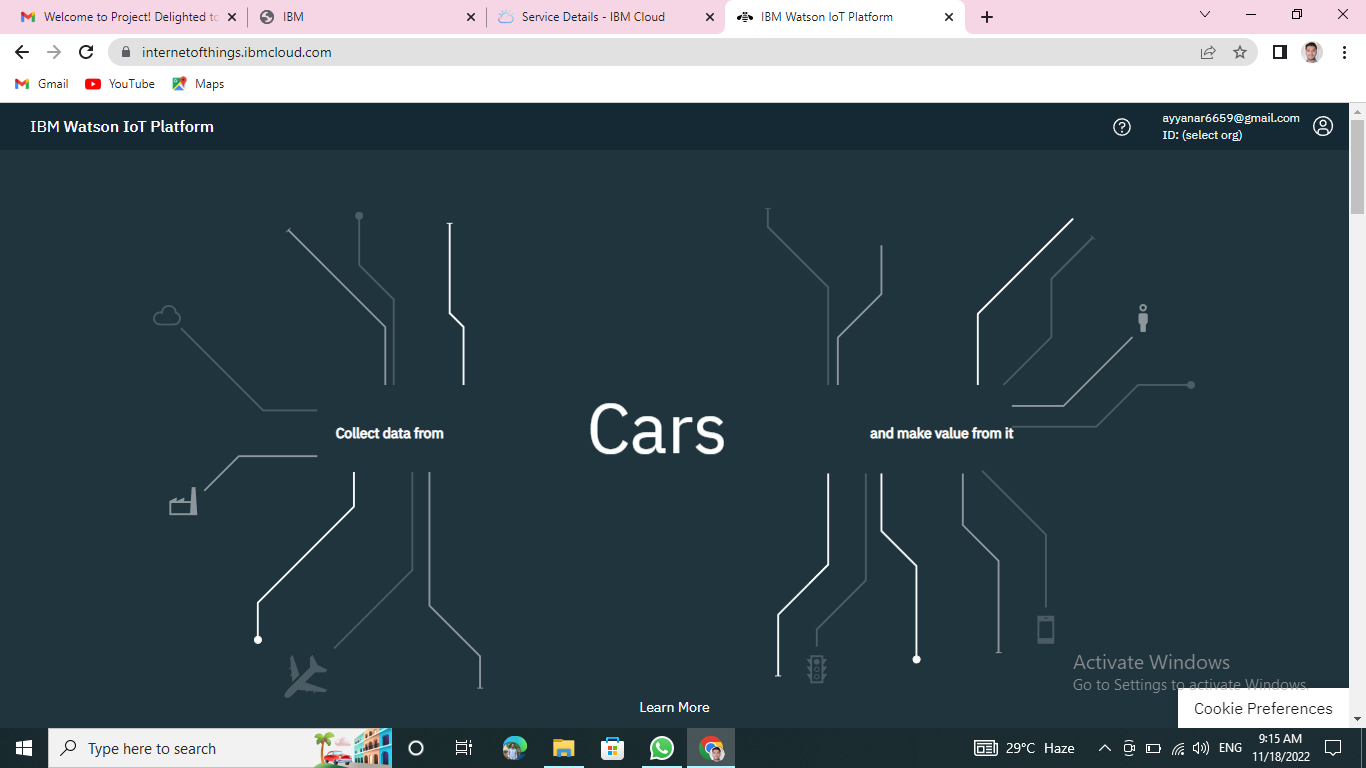 Welcome to Project! Delighted to
IBM
Service Details - IBM Cloud
IBM Watson IoT Platform
internetofthings.ibmcloud.com
Gmail
YouTube
Maps
IBM Watson IoT Platform
ayyanar6659@gmail.com
ID: (select org)
Collect data from
Cars
and make value from it
Activate Windows
Go to Settings to activate Windows.
Learn More
Cookie Preferences
Type here to search
29°C Haze
ENG
9:15 AM
11/18/2022